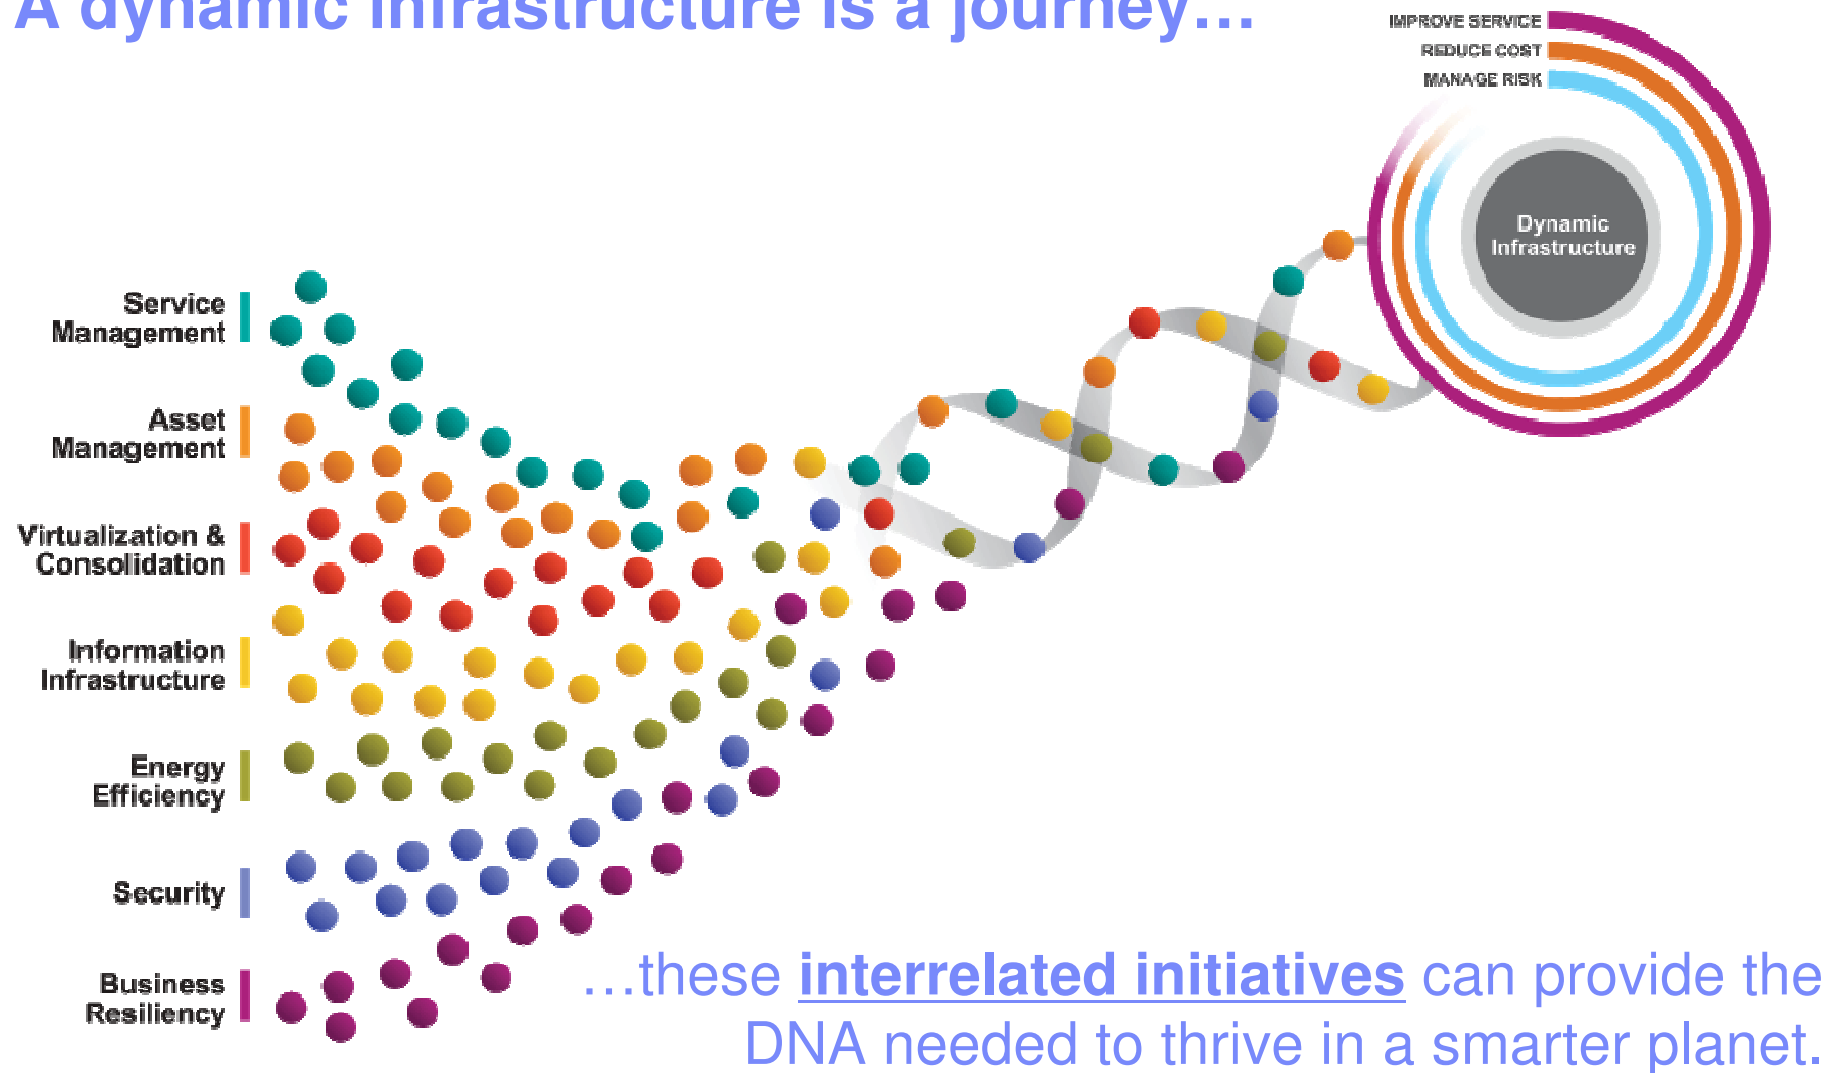 A dynamic infrastructure is a journey...
IMPROVE SERVICE
REDUCE COST
MANAGE RISK
Dynamic
Infrastructure
Service
Management
Asset
Management
Virtualization &
Consolidation
Information
Infrastructure
Energy
Efficiency
Security
Business
Resiliency
...these interrelated initiatives can provide the
DNA needed to thrive in a smarter planet.